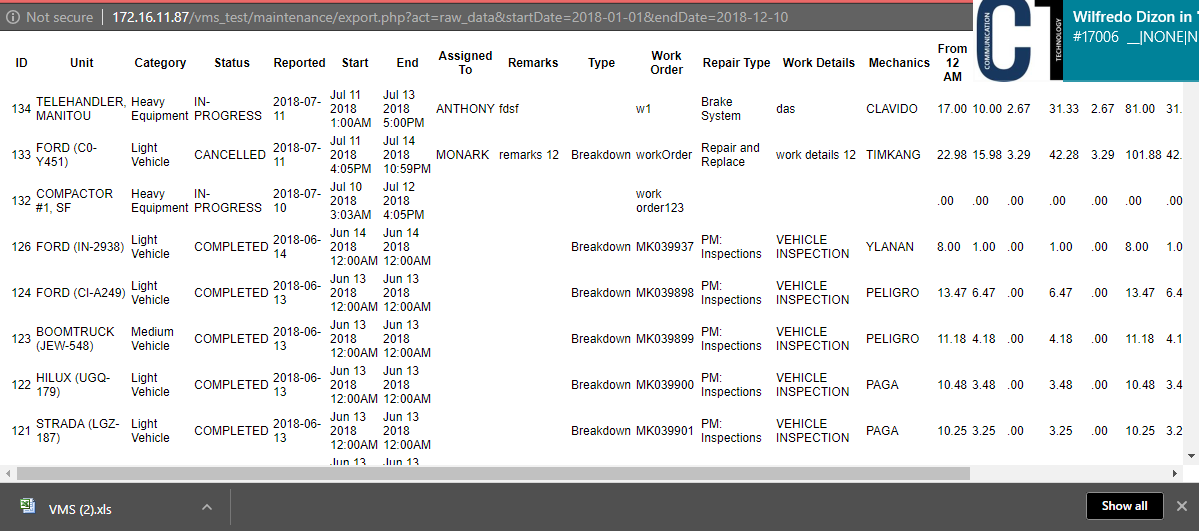 Not secure | 172.16.11.87/vms_test/maintenance/export.php?act=raw_data&startDate=2018-01-01&endDate=2018-12-10
COMMUNICATION
CT
TECHNOLOGY
Wilfredo Dizon in
#17006 __|NONE|N
ID Unit Category Status Reported Start End Assigned To Remarks Type Work Order Repair Type Work Details Mechanics From 12 AM
134 TELEHANDLER, MANITOU Heavy Equipment IN-PROGRESS 2018-07-11 Jul 11 2018 1:00AM Jul 13 2018 5:00PM ANTHONY fdsf w1 Brake System das CLAVIDO 17.00 10.00 2.67 31.33 2.67 81.00 31.
133 FORD (C0-Y451) Light Vehicle CANCELLED 2018-07-11 Jul 11 2018 4:05PM Jul 14 2018 10:59PM MONARK remarks 12 Breakdown workOrder Repair and Replace work details 12 TIMKANG 22.98 15.98 3.29 42.28 3.29 101.88 42.
132 COMPACTOR #1, SF Heavy Equipment IN-PROGRESS 2018-07-10 Jul 10 2018 3:03AM Jul 12 2018 4:05PM work order123 .00 .00 .00 .00 .00 .00 .00
126 FORD (IN-2938) Light Vehicle COMPLETED 2018-06-14 Jun 14 2018 12:00AM Jun 14 2018 12:00AM Breakdown MK039937 PM: Inspections VEHICLE INSPECTION YLANAN 8.00 1.00 .00 1.00 .00 8.00 1.0
124 FORD (CI-A249) Light Vehicle COMPLETED 2018-06-13 Jun 13 2018 12:00AM Jun 13 2018 12:00AM Breakdown MK039898 PM: Inspections VEHICLE INSPECTION PELIGRO 13.47 6.47 .00 6.47 .00 13.47 6.4
123 BOOMTRUCK (JEW-548) Medium Vehicle COMPLETED 2018-06-13 Jun 13 2018 12:00AM Jun 13 2018 12:00AM Breakdown MK039899 PM: Inspections VEHICLE INSPECTION PELIGRO 11.18 4.18 .00 4.18 .00 11.18 4.1
122 HILUX (UGQ-179) Light Vehicle COMPLETED 2018-06-13 Jun 13 2018 12:00AM Jun 13 2018 12:00AM Breakdown MK039900 PM: Inspections VEHICLE INSPECTION PAGA 10.48 3.48 .00 3.48 .00 10.48 3.4
121 STRADA (LGZ-187) Light Vehicle COMPLETED 2018-06-13 Jun 13 2018 12:00AM Jun 13 2018 12:00AM Breakdown MK039901 PM: Inspections VEHICLE INSPECTION PAGA 10.25 3.25 .00 3.25 .00 10.25 3.2
Jun 13 Jun 13
VMS (2).xls
Show all